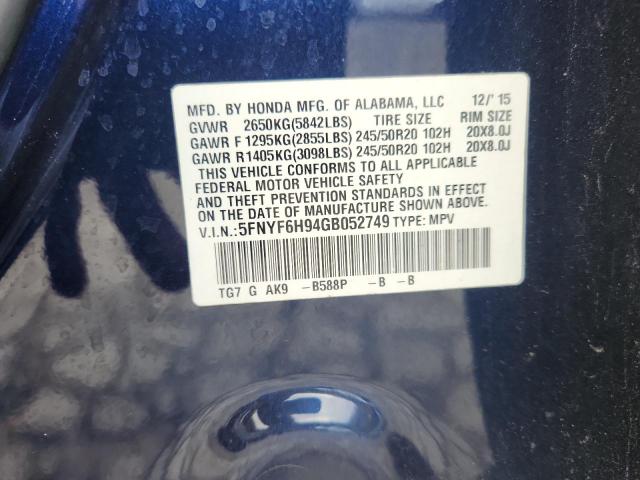 MFD. BY HONDA MFG. OF ALABAMA, LLC 12/'15
GVWR 2650KG(5842LBS) TIRE SIZE RIM SIZE
GAWR F 1295KG(2855LBS) 245/50R20 102H 20X8.0J
GAWR R 1405KG(3098LBS) 245/50R20 102H 20X8.0J
THIS VEHICLE CONFORMS TO ALL APPLICABLE
FEDERAL MOTOR VEHICLE SAFETY
AND THEFT PREVENTION STANDARDS IN EFFECT
ON THE DATE OF MANUFACTURE SHOWN ABOVE.
V.I.N.:5FNYF6H94GB052749 TYPE: MPV
TG7 G AK9 –B588P –B –B